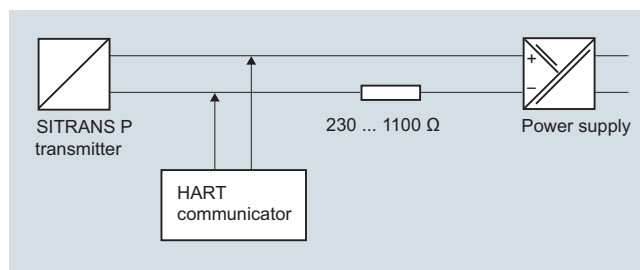 SITRANS P
transmitter
HART
communicator
230 ... 1100 Ω
+
−
Power supply